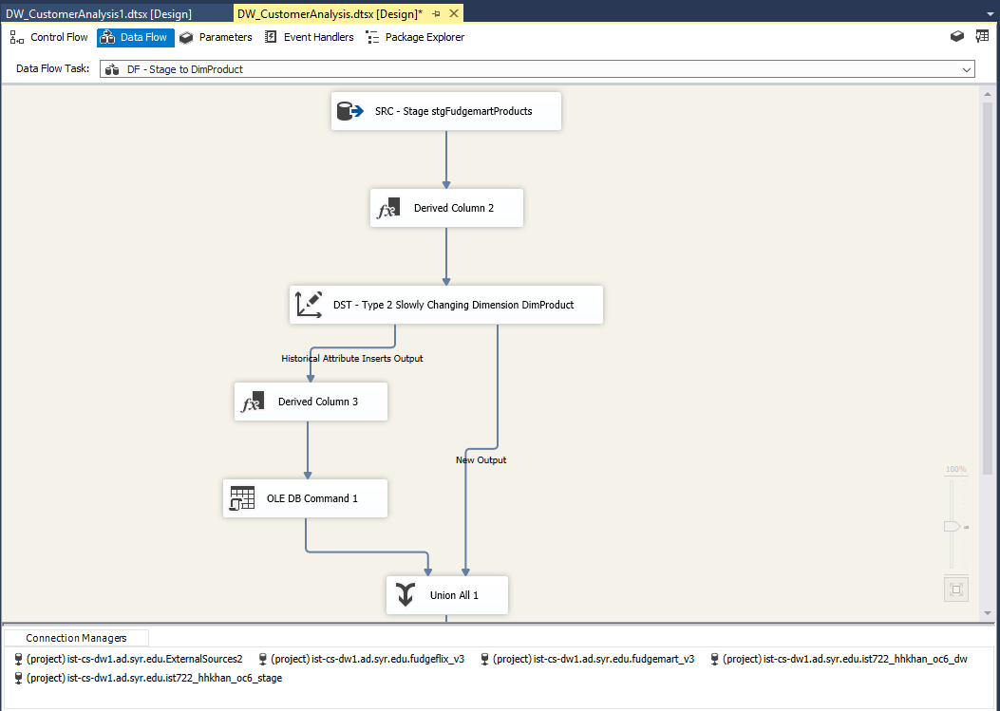 DW_CustomerAnalysis1.dtsx [Design] DW_CustomerAnalysis.dtsx [Design]*
Control Flow Data Flow Parameters Event Handlers Package Explorer
Data Flow Task: DF - Stage to DimProduct
SRC - Stage stgFudgemartProducts
Derived Column 2
DST - Type 2 Slowly Changing Dimension DimProduct
Historical Attribute Inserts Output
Derived Column 3
New Output
100%
OLE DB Command 1
Union All 1
Connection Managers
(project) ist-cs-dw1.ad.syr.edu.ExternalSources2 (project) ist-cs-dw1.ad.syr.edu.fudgeflix_v3 (project) ist-cs-dw1.ad.syr.edu.fudgemart_v3 (project) ist-cs-dw1.ad.syr.edu.ist722_hhkhan_oc6_dw
(project) ist-cs-dw1.ad.syr.edu.ist722_hhkhan_oc6_stage